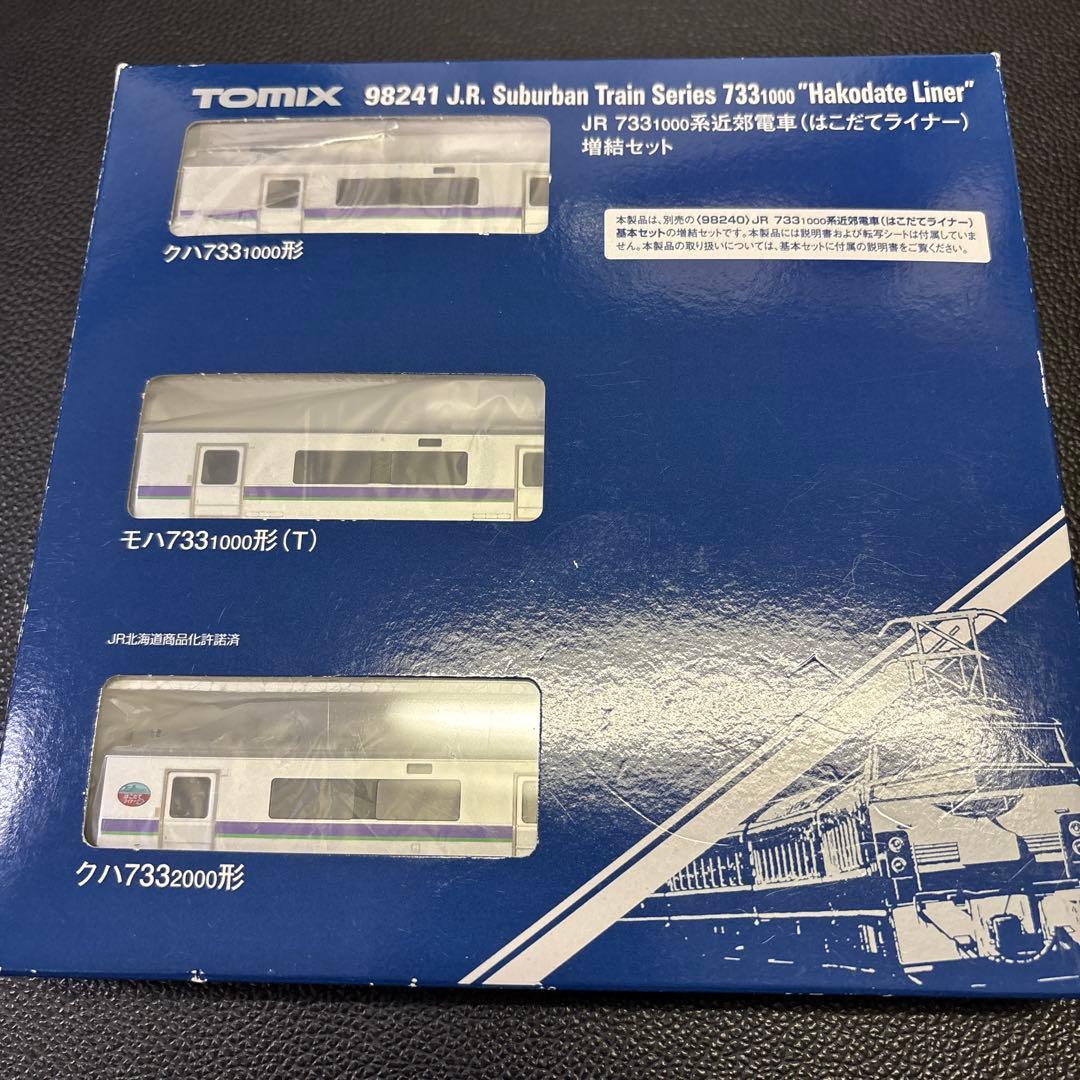 TOMIX 98241 J.R. Suburban Train Series 7331000 "Hakodate Liner"
JR 7331000系近郊電車(はこだてライナー)
増結セット
本製品は、別売の〈98240〉JR 7331000系近郊電車(はこだてライナー)
基本セットの増結セットです。本製品には説明書および転写シートは付属していま
せん。本製品の取り扱いについては、基本セットに付属の説明書をご覧ください。
クハ7331000形
モハ7331000形(T)
JR北海道商品化許諾済
はこだて
ライナー
クハ7332000形